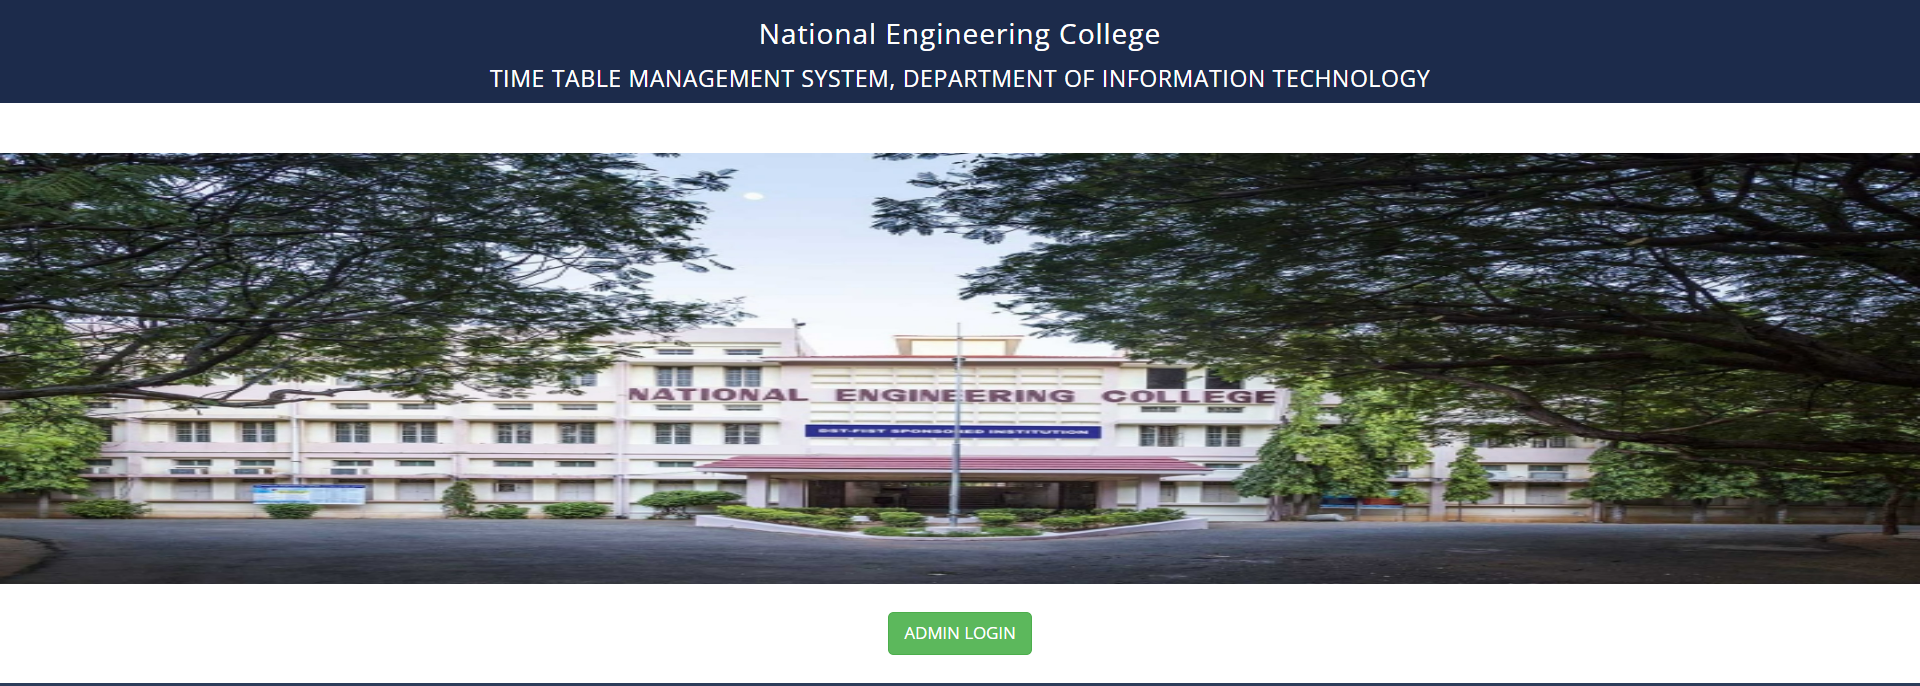 National Engineering College
TIME TABLE MANAGEMENT SYSTEM, DEPARTMENT OF INFORMATION TECHNOLOGY
NATIONAL ENGINEERING COLLEGE
DST-FIST SPONSORED INSTITUTION
ADMIN LOGIN